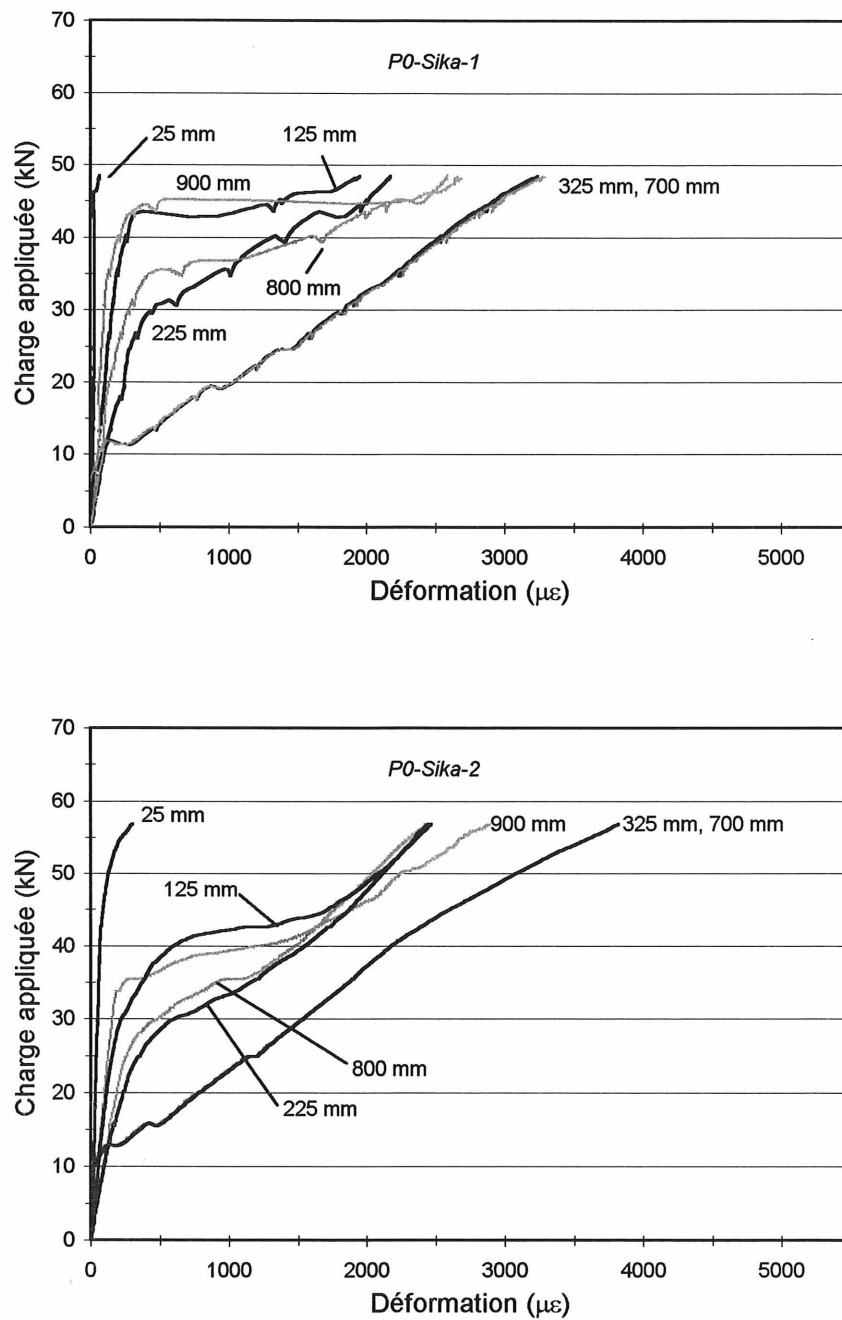 70
P0-Sika-1
60
25 mm
125 mm
50
900 mm
325 mm, 700 mm
40
800 mm
30
225 mm
20
10
0
Charge appliquée (kN)
0 1000 2000 3000 4000 5000
Déformation (με)
70
P0-Sika-2
60
25 mm
900 mm
325 mm, 700 mm
50
125 mm
40
30
800 mm
225 mm
20
10
0
Charge appliquée (kN)
0 1000 2000 3000 4000 5000
Déformation (με)